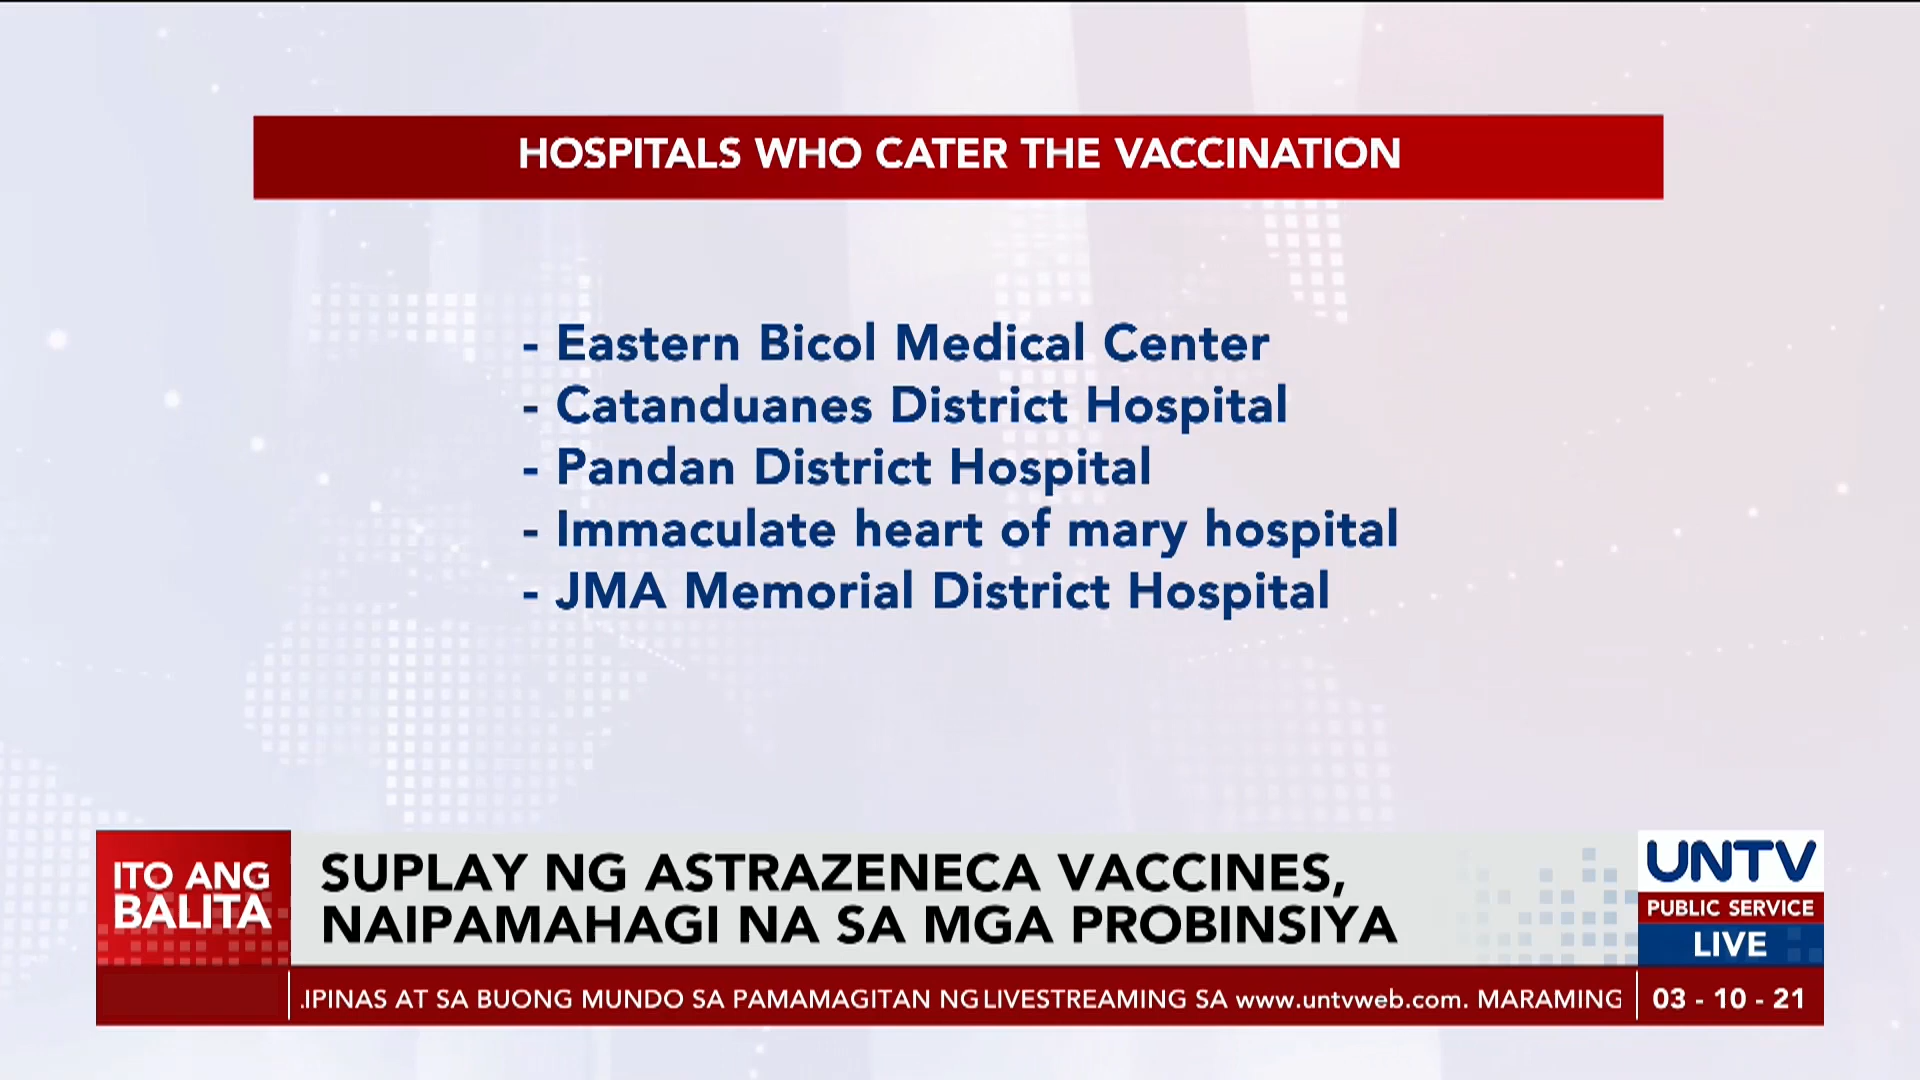 HOSPITALS WHO CATER THE VACCINATION
- Eastern Bicol Medical Center
- Catanduanes District Hospital
- Pandan District Hospital
- Immaculate heart of mary hospital
- JMA Memorial District Hospital
ITO ANG
BALITA
SUPLAY NG ASTRAZENECA VACCINES,
NAIPAMAHAGI NA SA MGA PROBINSIYA
UNTV
PUBLIC SERVICE
LIVE
.IPINAS AT SA BUONG MUNDO SA PAMAMAGITAN NG LIVESTREAMING SA www.untvweb.com. MARAMING
03 - 10 - 21